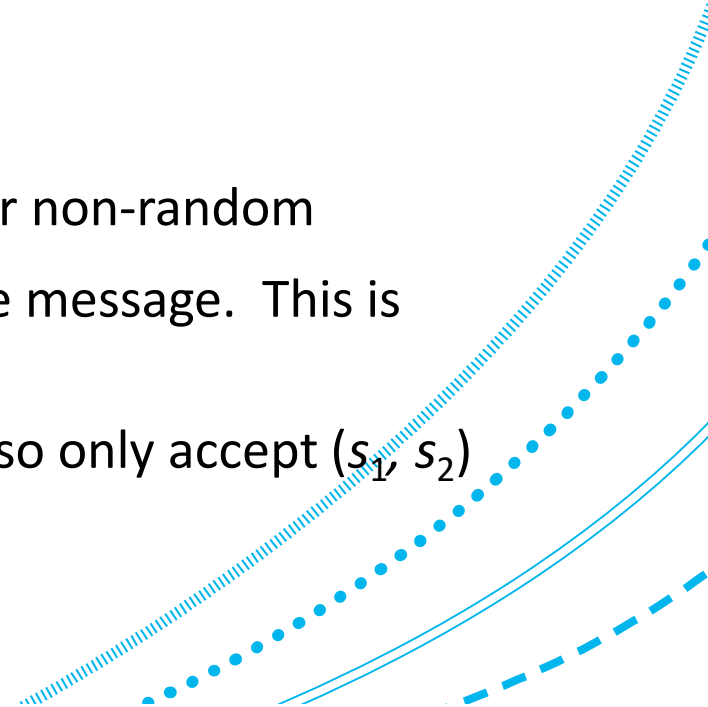 r non-random
e message.  This is
so only accept (s₁, s₂)